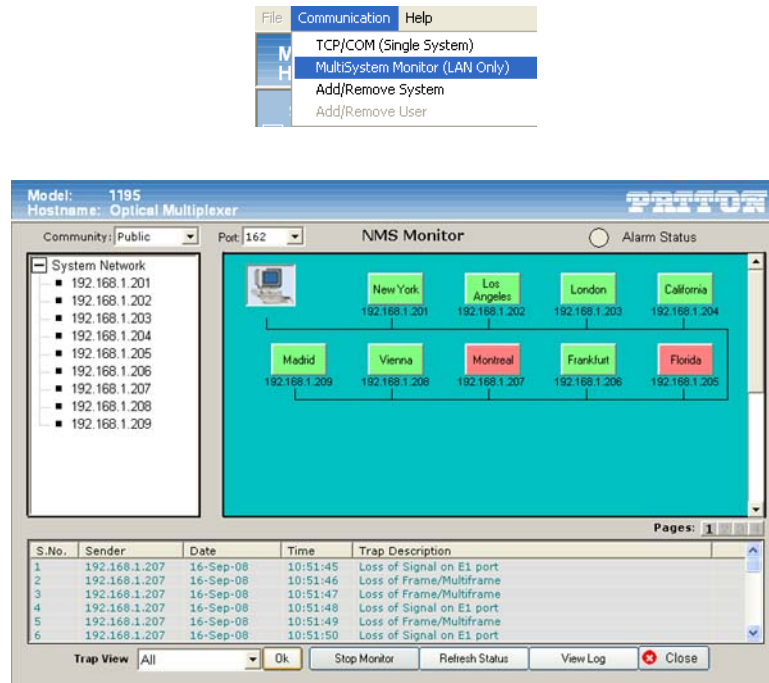 File Communication Help
TCP/COM (Single System)
MultiSystem Monitor (LAN Only)
Add/Remove System
Add/Remove User
Model: 1195
Hostname: Optical Multiplexer
PATTON
Community: Public Port: 162 NMS Monitor Alarm Status
System Network
192.168.1.201
192.168.1.202
192.168.1.203
192.168.1.204
192.168.1.205
192.168.1.206
192.168.1.207
192.168.1.208
192.168.1.209
New York Los Angeles London California
192.168.1.201 192.168.1.202 192.168.1.203 192.168.1.204
Madrid Vienna Montreal Frankfurt Florida
192.168.1.209 192.168.1.208 192.168.1.207 192.168.1.206 192.168.1.205
Pages: 1 2 3 4
S.No. Sender Date Time Trap Description
1 192.168.1.207 16-Sep-08 10:51:45 Loss of Signal on E1 port
2 192.168.1.207 16-Sep-08 10:51:46 Loss of Frame/Multiframe
3 192.168.1.207 16-Sep-08 10:51:47 Loss of Frame/Multiframe
4 192.168.1.207 16-Sep-08 10:51:48 Loss of Signal on E1 port
5 192.168.1.207 16-Sep-08 10:51:49 Loss of Frame/Multiframe
6 192.168.1.207 16-Sep-08 10:51:50 Loss of Signal on E1 port
Trap View All Ok Stop Monitor Refresh Status View Log Close